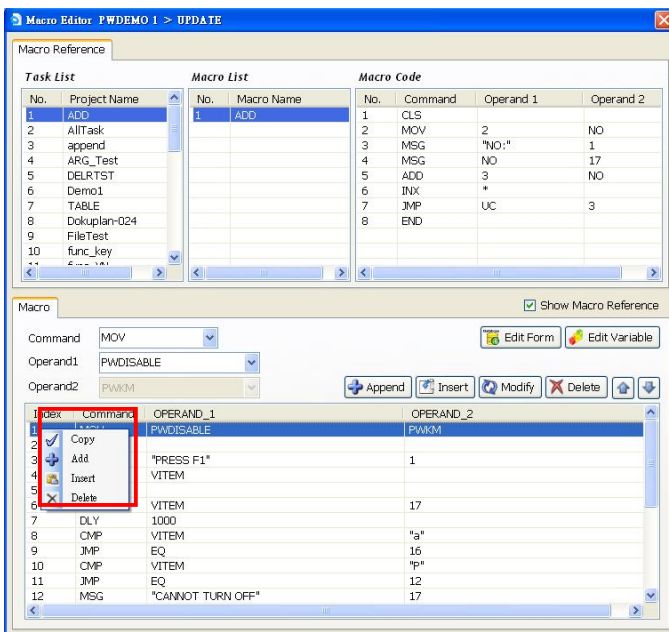 Macro Editor PWDEMO 1 > UPDATE
Macro Reference
Task List Macro List Macro Code
No. Project Name No. Macro Name No. Command Operand 1 Operand 2
1 ADD 1 ADD 1 CLS
2 AllTask 2 MOV 2 NO
3 append 3 MSG "NO:" 1
4 ARG_Test 4 MSG NO 17
5 DELRTST 5 ADD 3 NO
6 Demo1 6 INX *
7 TABLE 7 JMP UC 3
8 Dokuplan-024 8 END
9 FileTest
10 func_key
Macro Show Macro Reference
Command MOV Edit Form Edit Variable
Operand1 PWDISABLE
Operand2 PWKM Append Insert Modify Delete
Index Command OPERAND_1 OPERAND_2
1 PWDISABLE PWKM
2 Copy
3 Add "PRESS F1" 1
4 Insert VITEM
5 Delete
6 VITEM 17
7 DLY 1000
8 CMP VITEM "a"
9 JMP EQ 16
10 CMP VITEM "P"
11 JMP EQ 12
12 MSG "CANNOT TURN OFF" 17